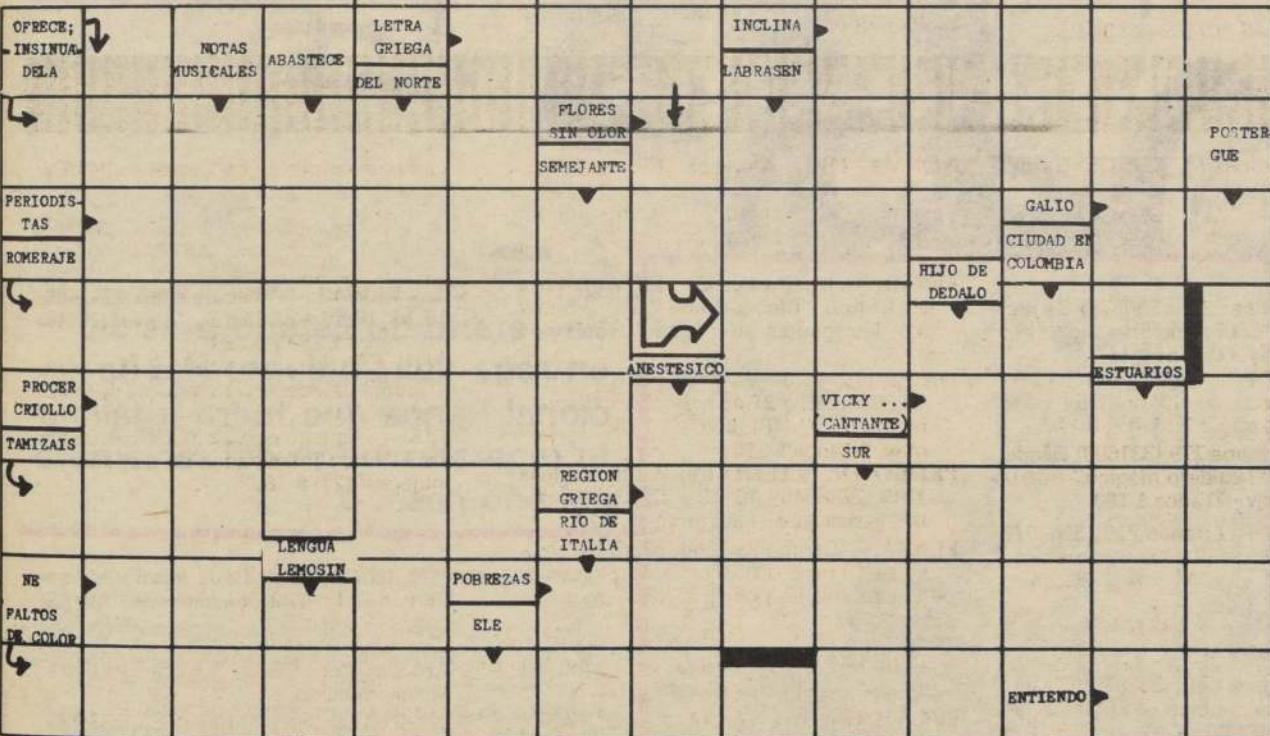 OFRECE;
INSINUA
DELA
NOTAS
MUSICALES
ABASTECE
LETRA
GRIEGA
DEL NORTE
INCLINA
LABRASEN
FLORES
SIN OLOR
SEMEJANTE
POSTER
GUE
PERIODIS-
TAS
ROMERAJE
GALIO
CIUDAD EN
COLOMBIA
HIJO DE
DEDALO
ANESTESICO
ESTUARIOS
PROCER
CRIOLLO
TAMIZAIS
VICKY ...
(CANTANTE)
SUR
REGION
GRIEGA
RIO DE
ITALIA
LENGUA
LEMOSIN
NE
FALTOS
DE COLOR
POBREZAS
ELE
ENTIENDO